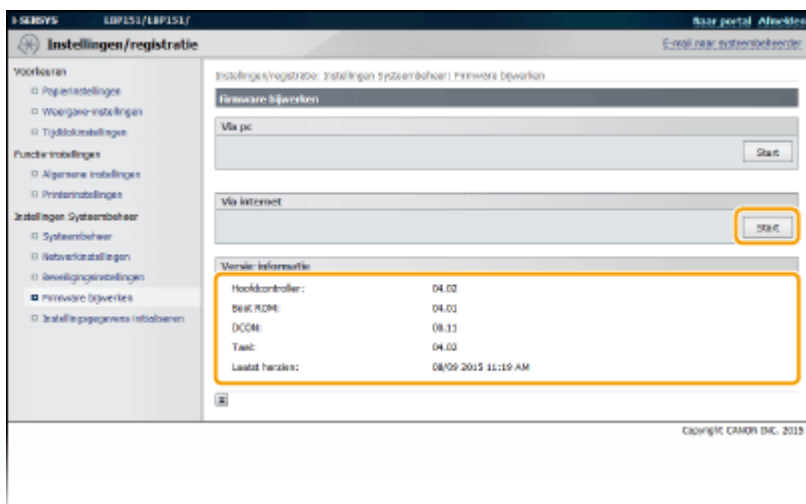 i-SENSYS LBP151/LBP151/ Naar portal Afmelden
Instellingen/registratie E-mail naar systeembeheerder
Voorkeuren
Papierinstellingen
Weergave-instellingen
Tijdklokinstellingen
Functie-instellingen
Algemene instellingen
Printerinstellingen
Instellingen Systeembeheer
Systeembeheer
Netwerkinstellingen
Beveiligingsinstellingen
Firmware bijwerken
Instellingsgegevens initialiseren
Instellingen/registratie: Instellingen Systeembeheer: Firmware bijwerken
Firmware bijwerken
Via pc
Start
Via internet
Start
Versie-informatie
Hoofdcontroller: 04.02
Boot ROM: 04.01
DCON: 08.11
Taal: 04.02
Laatst herzien: 08/09 2015 11:19 AM
Copyright CANON INC. 2015